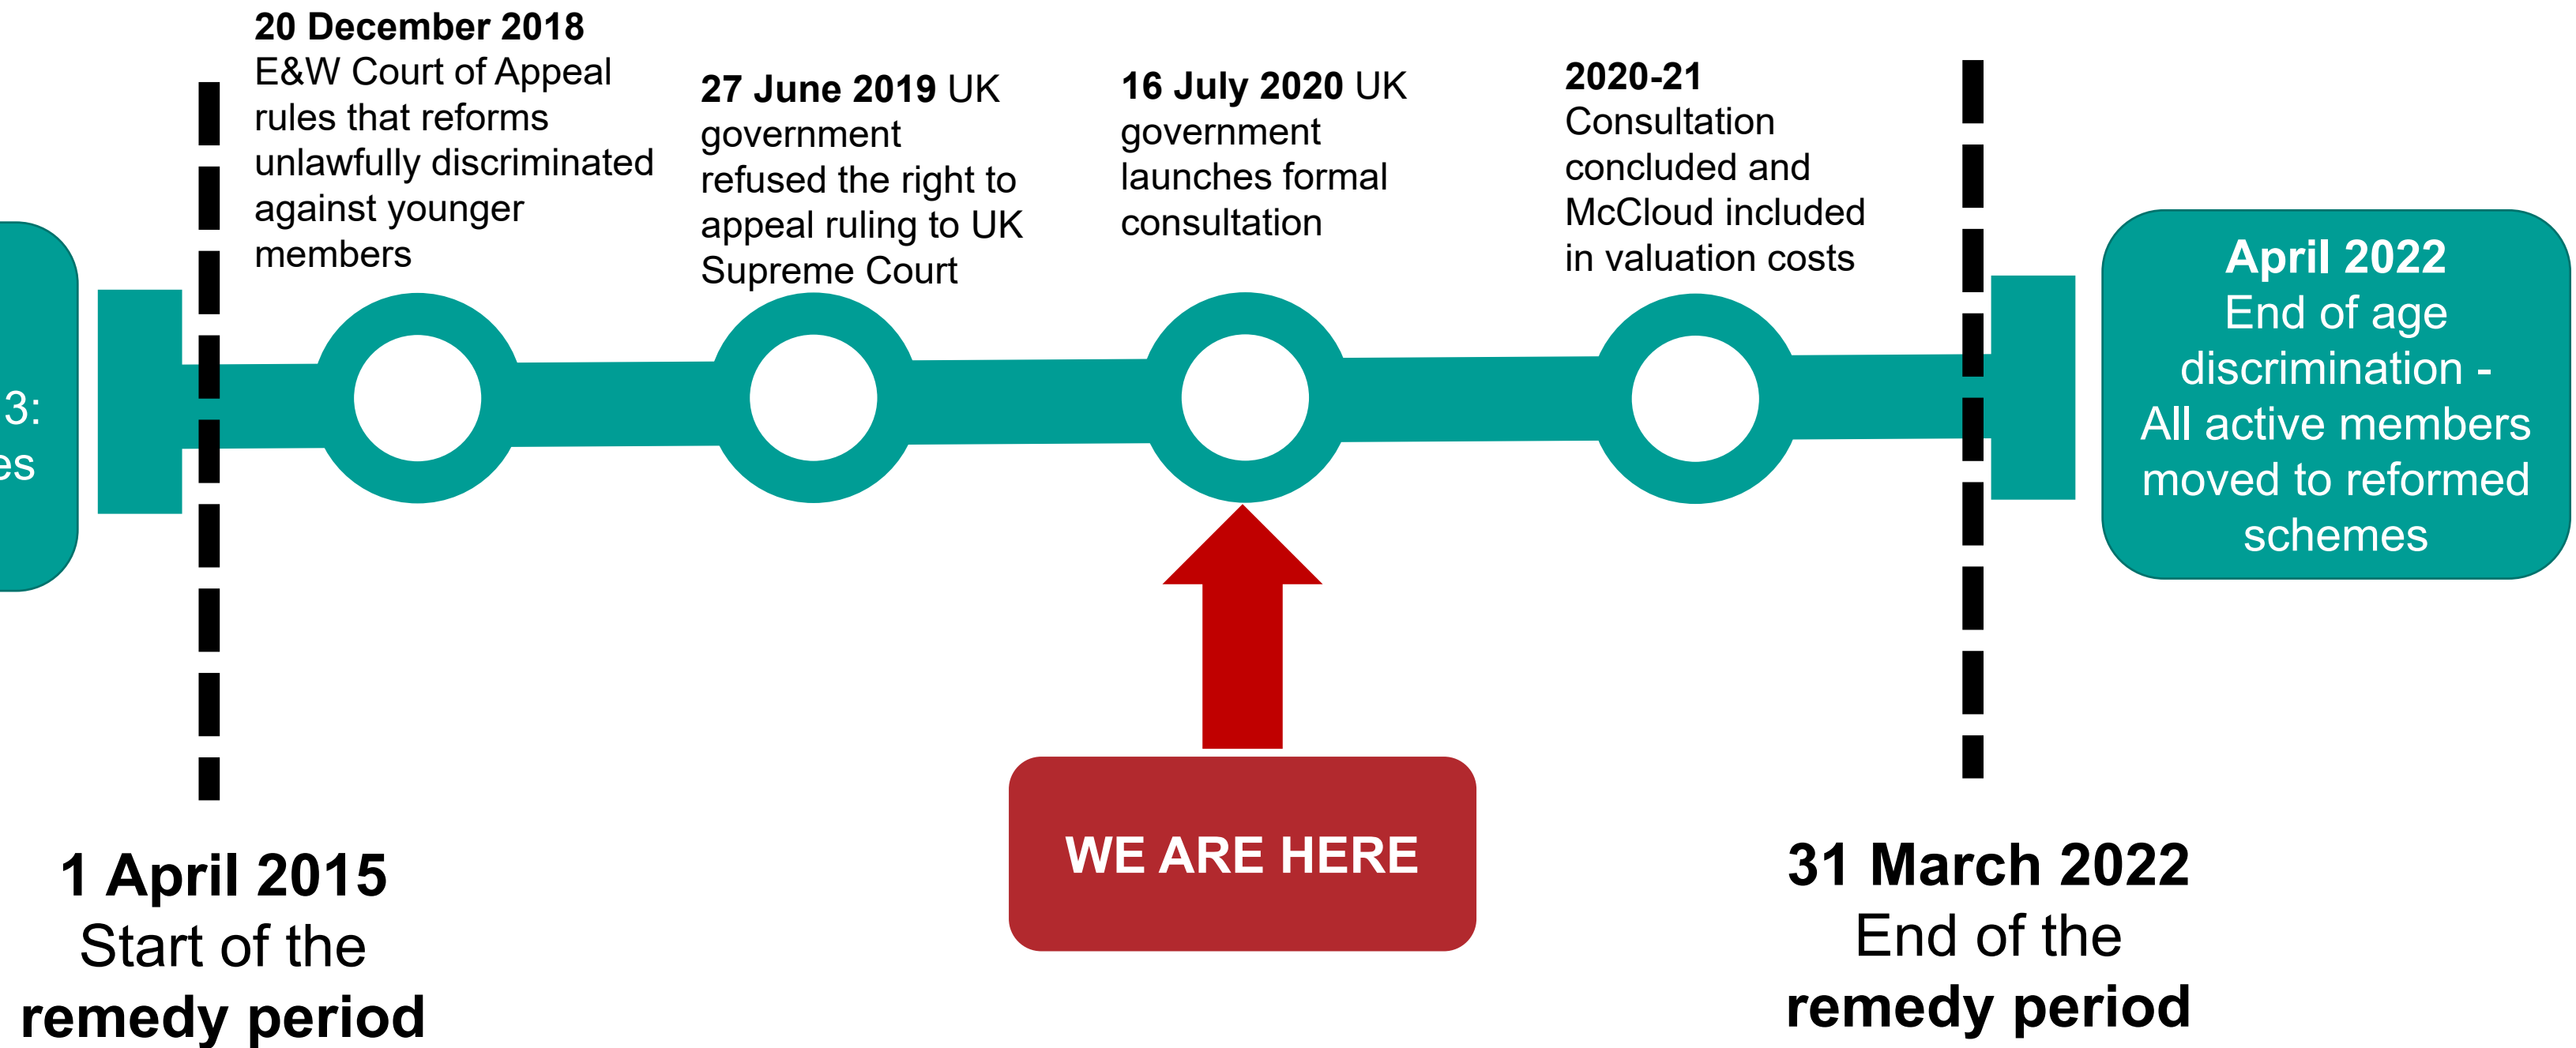 20 December 2018
E&W Court of Appeal
rules that reforms
unlawfully discriminated
against younger
members
27 June 2019 UK
government
refused the right to
appeal ruling to UK
Supreme Court
16 July 2020 UK
government
launches formal
consultation
2020-21
Consultation
concluded and
McCloud included
in valuation costs
3:
es
April 2022
End of age
discrimination -
All active members
moved to reformed
schemes
WE ARE HERE
1 April 2015
Start of the
remedy period
31 March 2022
End of the
remedy period